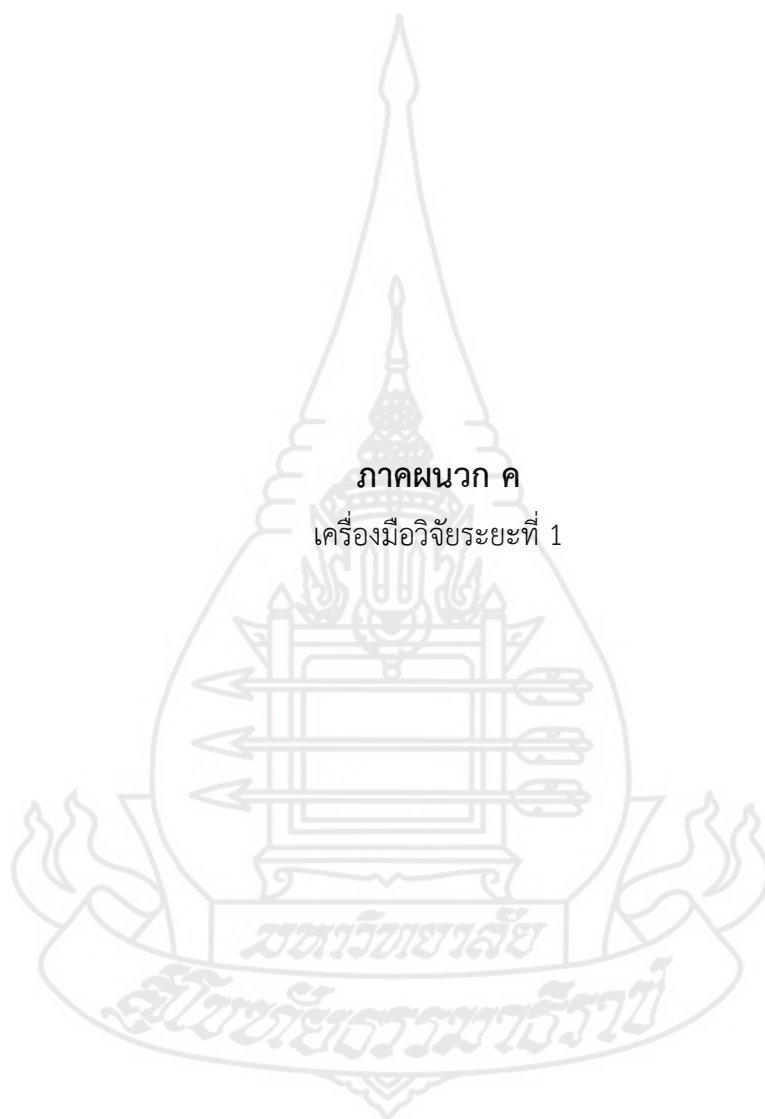 ภาคผนวก ค
เครื่องมือวิจัยระยะที่ 1
มหาวิทยาลัย
สุโขทัยธรรมาธิราช